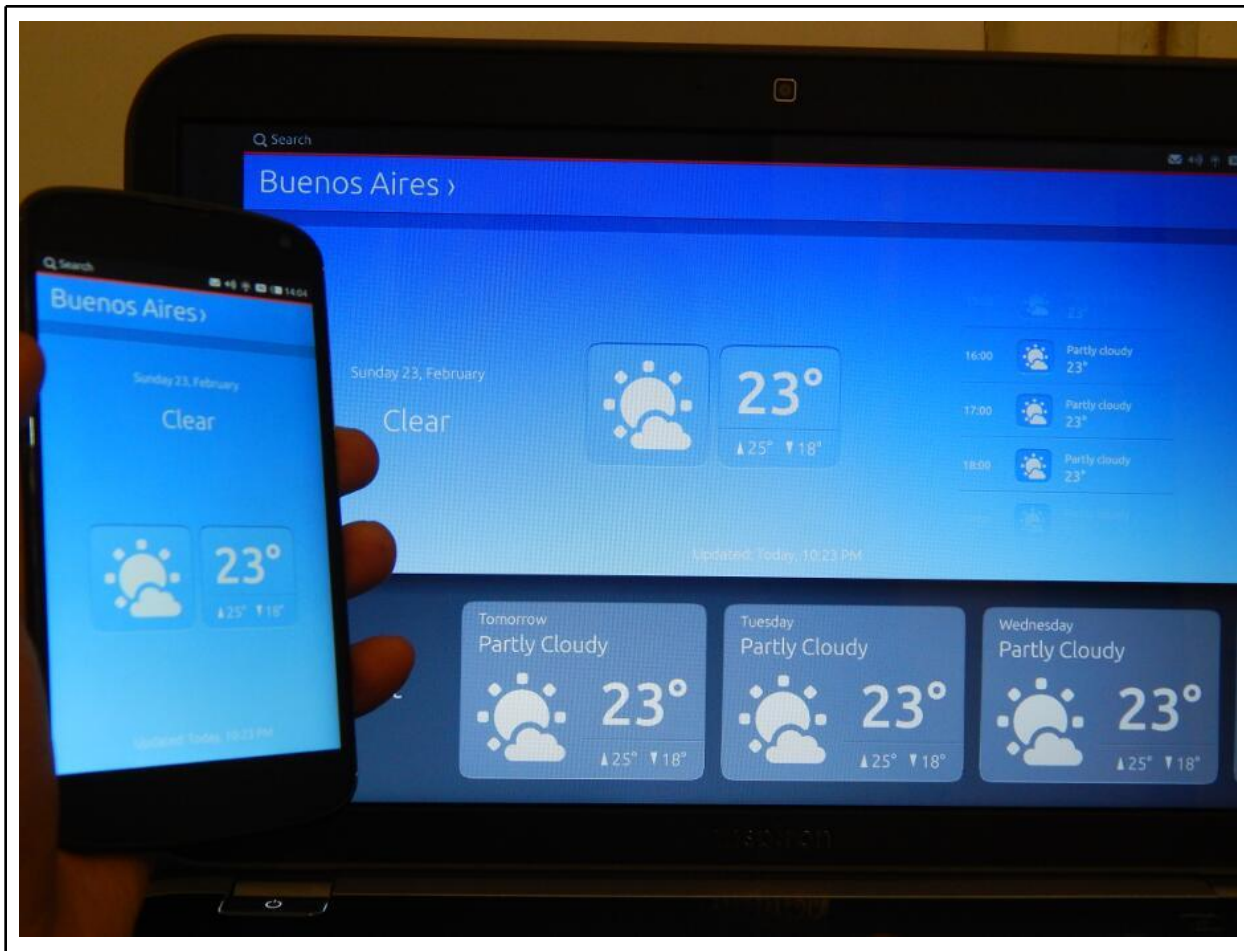 Search
Buenos Aires ›
Search
14:04
Buenos Aires ›
Sunday 23, February
Clear
23°
25° 18°
Updated: Today, 10:23 PM
Sunday 23, February
Clear
23°
25° 18°
23°
16:00 Partly cloudy
23°
17:00 Partly cloudy
23°
18:00 Partly cloudy
23°
Updated: Today, 10:23 PM
Tomorrow
Partly Cloudy
23°
25° 18°
Tuesday
Partly Cloudy
23°
25° 18°
Wednesday
Partly Cloudy
23°
25° 18°